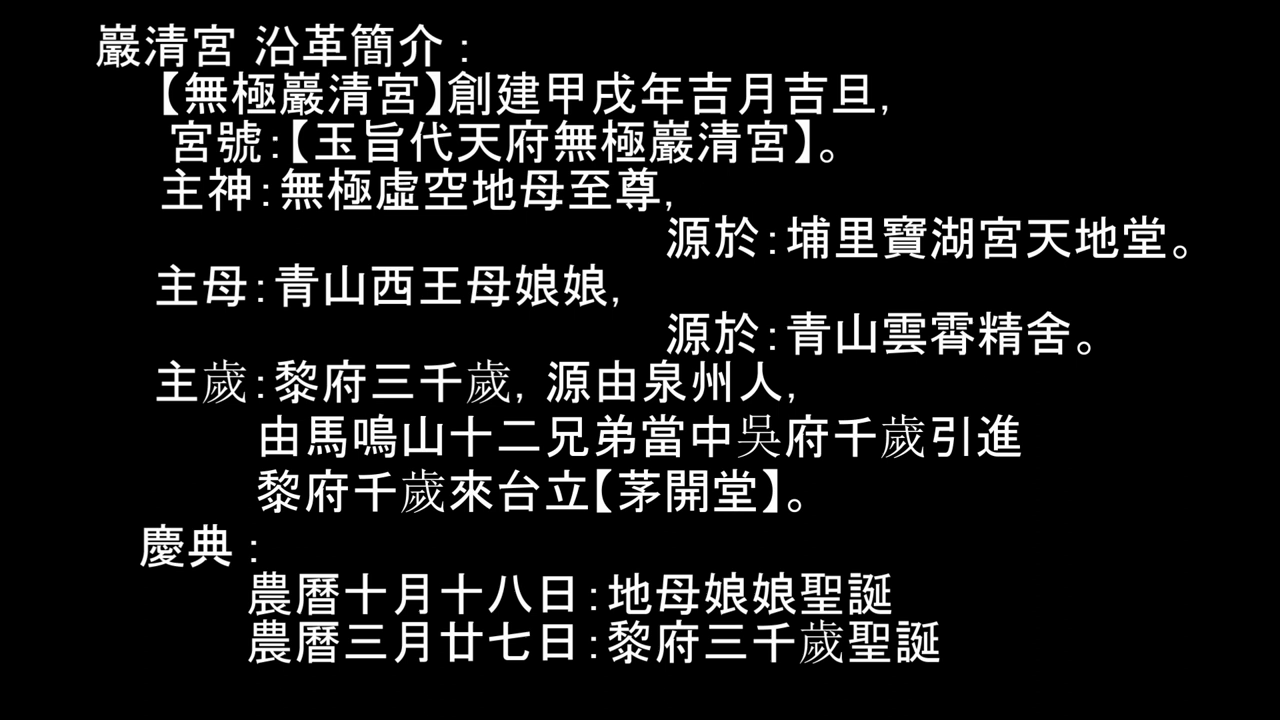 巖清宮 沿革簡介：
【無極巖清宮】創建甲戌年吉月吉旦,
宮號：【玉旨代天府無極巖清宮】。
主神：無極虛空地母至尊,
源於：埔里寶湖宮天地堂。
主母：青山西王母娘娘,
源於：青山雲霄精舍。
主歲：黎府三千歲, 源由泉州人,
由馬鳴山十二兄弟當中吳府千歲引進
黎府千歲來台立【茅開堂】。
慶典：
農曆十月十八日：地母娘娘聖誕
農曆三月廿七日：黎府三千歲聖誕